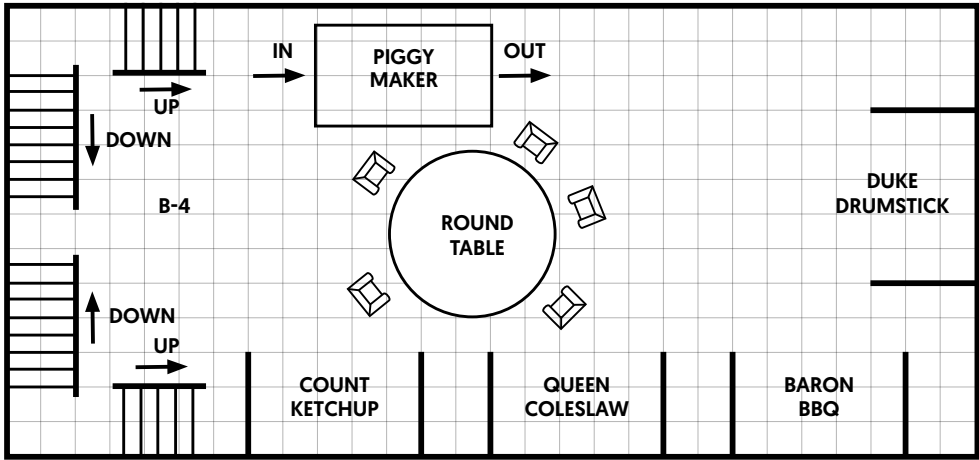 IN
PIGGY
MAKER
OUT
UP
DOWN
B-4
DUKE
DRUMSTICK
ROUND
TABLE
DOWN
UP
COUNT
KETCHUP
QUEEN
COLESLAW
BARON
BBQ